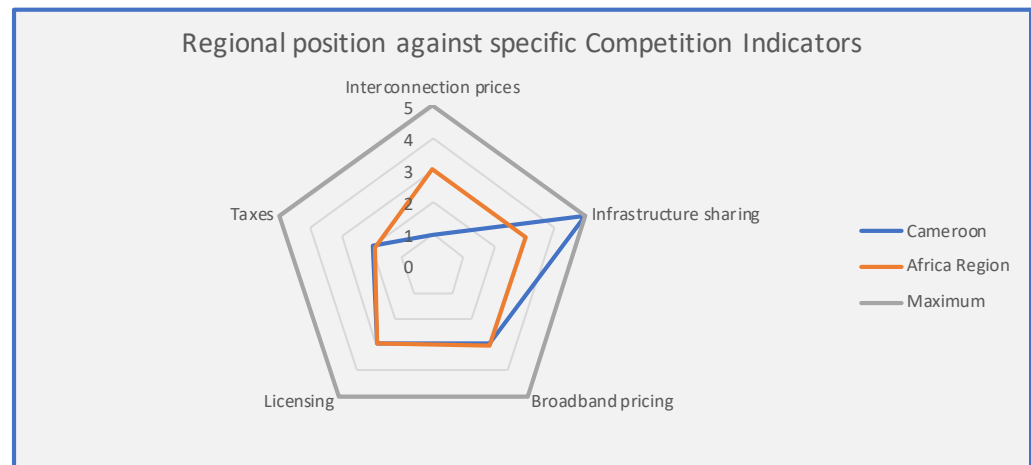 Regional position against specific Competition Indicators
Interconnection prices
5
4
3
2
1
0
Infrastructure sharing
Broadband pricing
Licensing
Taxes
Cameroon
Africa Region
Maximum